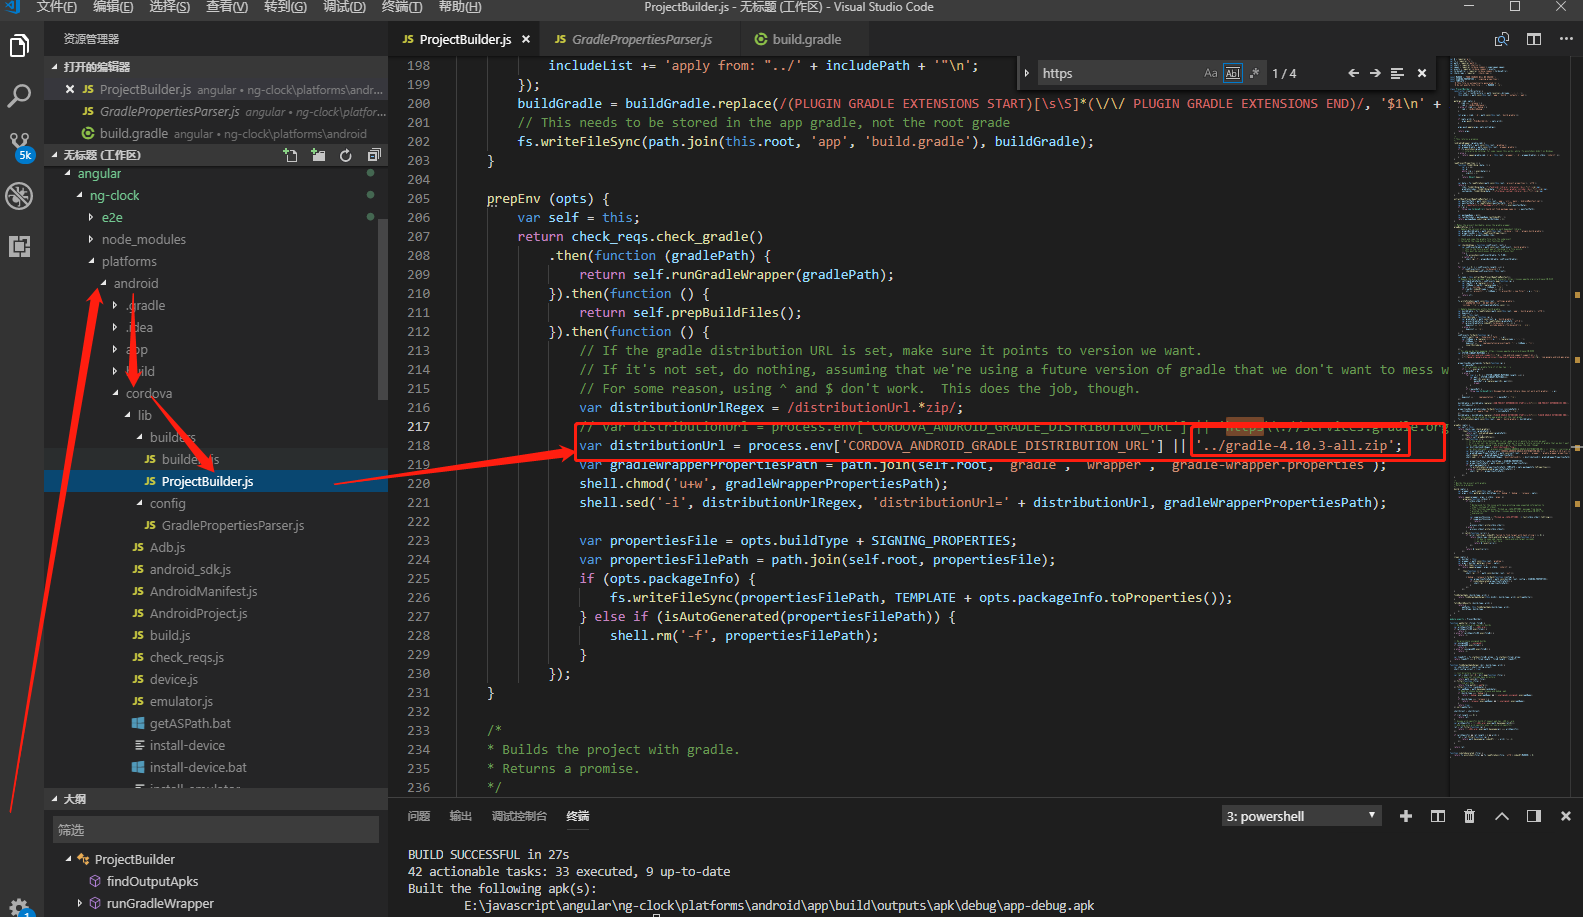 文件(F) 编辑(E) 选择(S) 查看(V) 转到(G) 调试(D) 终端(T) 帮助(H)
ProjectBuilder.js - 无标题 (工作区) - Visual Studio Code
资源管理器
打开的编辑器
JS ProjectBuilder.js angular • ng-clock\platforms\andr...
JS GradlePropertiesParser.js angular • ng-clock\platfor...
build.gradle angular • ng-clock\platforms\android
无标题 (工作区)
5k
angular
ng-clock
e2e
node_modules
platforms
android
.gradle
.idea
app
build
cordova
lib
builders
JS builders.js
JS ProjectBuilder.js
config
JS GradlePropertiesParser.js
JS Adb.js
JS android_sdk.js
JS AndroidManifest.js
JS AndroidProject.js
JS build.js
JS check_reqs.js
JS device.js
JS emulator.js
getASPath.bat
install-device
install-device.bat
install-emulator
大纲
筛选
ProjectBuilder
findOutputApks
runGradleWrapper
1
JS ProjectBuilder.js
JS GradlePropertiesParser.js
build.gradle
https
Aa Abl .*
1 / 4
198 includeList += 'apply from: "../' + includePath + '"\n';
199 });
200 buildGradle = buildGradle.replace(/(PLUGIN GRADLE EXTENSIONS START)[\s\S]*(\/\/ PLUGIN GRADLE EXTENSIONS END)/, '$1\n' +
201 // This needs to be stored in the app gradle, not the root grade
202 fs.writeFileSync(path.join(this.root, 'app', 'build.gradle'), buildGradle);
203 }
204
205 prepEnv (opts) {
206 var self = this;
207 return check_reqs.check_gradle()
208 .then(function (gradlePath) {
209 return self.runGradleWrapper(gradlePath);
210 }).then(function () {
211 return self.prepBuildFiles();
212 }).then(function () {
213 // If the gradle distribution URL is set, make sure it points to version we want.
214 // If it's not set, do nothing, assuming that we're using a future version of gradle that we don't want to mess w
215 // For some reason, using ^ and $ don't work.  This does the job, though.
216 var distributionUrlRegex = /distributionUrl.*zip/;
217 // var distributionUrl = process.env['CORDOVA_ANDROID_GRADLE_DISTRIBUTION_URL'] || 'https\\://services.gradle.org
218 var distributionUrl = process.env['CORDOVA_ANDROID_GRADLE_DISTRIBUTION_URL'] || '../gradle-4.10.3-all.zip';
219 var gradleWrapperPropertiesPath = path.join(self.root, 'gradle', 'wrapper', 'gradle-wrapper.properties');
220 shell.chmod('u+w', gradleWrapperPropertiesPath);
221 shell.sed('-i', distributionUrlRegex, 'distributionUrl=' + distributionUrl, gradleWrapperPropertiesPath);
222
223 var propertiesFile = opts.buildType + SIGNING_PROPERTIES;
224 var propertiesFilePath = path.join(self.root, propertiesFile);
225 if (opts.packageInfo) {
226 fs.writeFileSync(propertiesFilePath, TEMPLATE + opts.packageInfo.toProperties());
227 } else if (isAutoGenerated(propertiesFilePath)) {
228 shell.rm('-f', propertiesFilePath);
229 }
230 });
231 }
232
233 /*
234 * Builds the project with gradle.
235 * Returns a promise.
236 */
问题 输出 调试控制台 终端
3: powershell
BUILD SUCCESSFUL in 27s
42 actionable tasks: 33 executed, 9 up-to-date
Built the following apk(s):
E:\javascript\angular\ng-clock\platforms\android\app\build\outputs\apk\debug\app-debug.apk